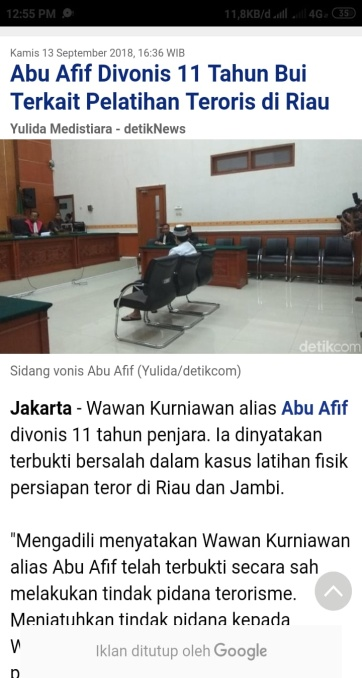 12:55 PM
11,8KB/d
4G
35
Kamis 13 September 2018, 16:36 WIB
Abu Afif Divonis 11 Tahun Bui
Terkait Pelatihan Teroris di Riau
Yulida Medistiara - detikNews
detikcom
Sidang vonis Abu Afif (Yulida/detikcom)
Jakarta - Wawan Kurniawan alias Abu Afif
divonis 11 tahun penjara. Ia dinyatakan
terbukti bersalah dalam kasus latihan fisik
persiapan teror di Riau dan Jambi.
"Mengadili menyatakan Wawan Kurniawan
alias Abu Afif telah terbukti secara sah
melakukan tindak pidana terorisme.
Menjatuhkan tindak pidana kepada
Iklan ditutup oleh Google